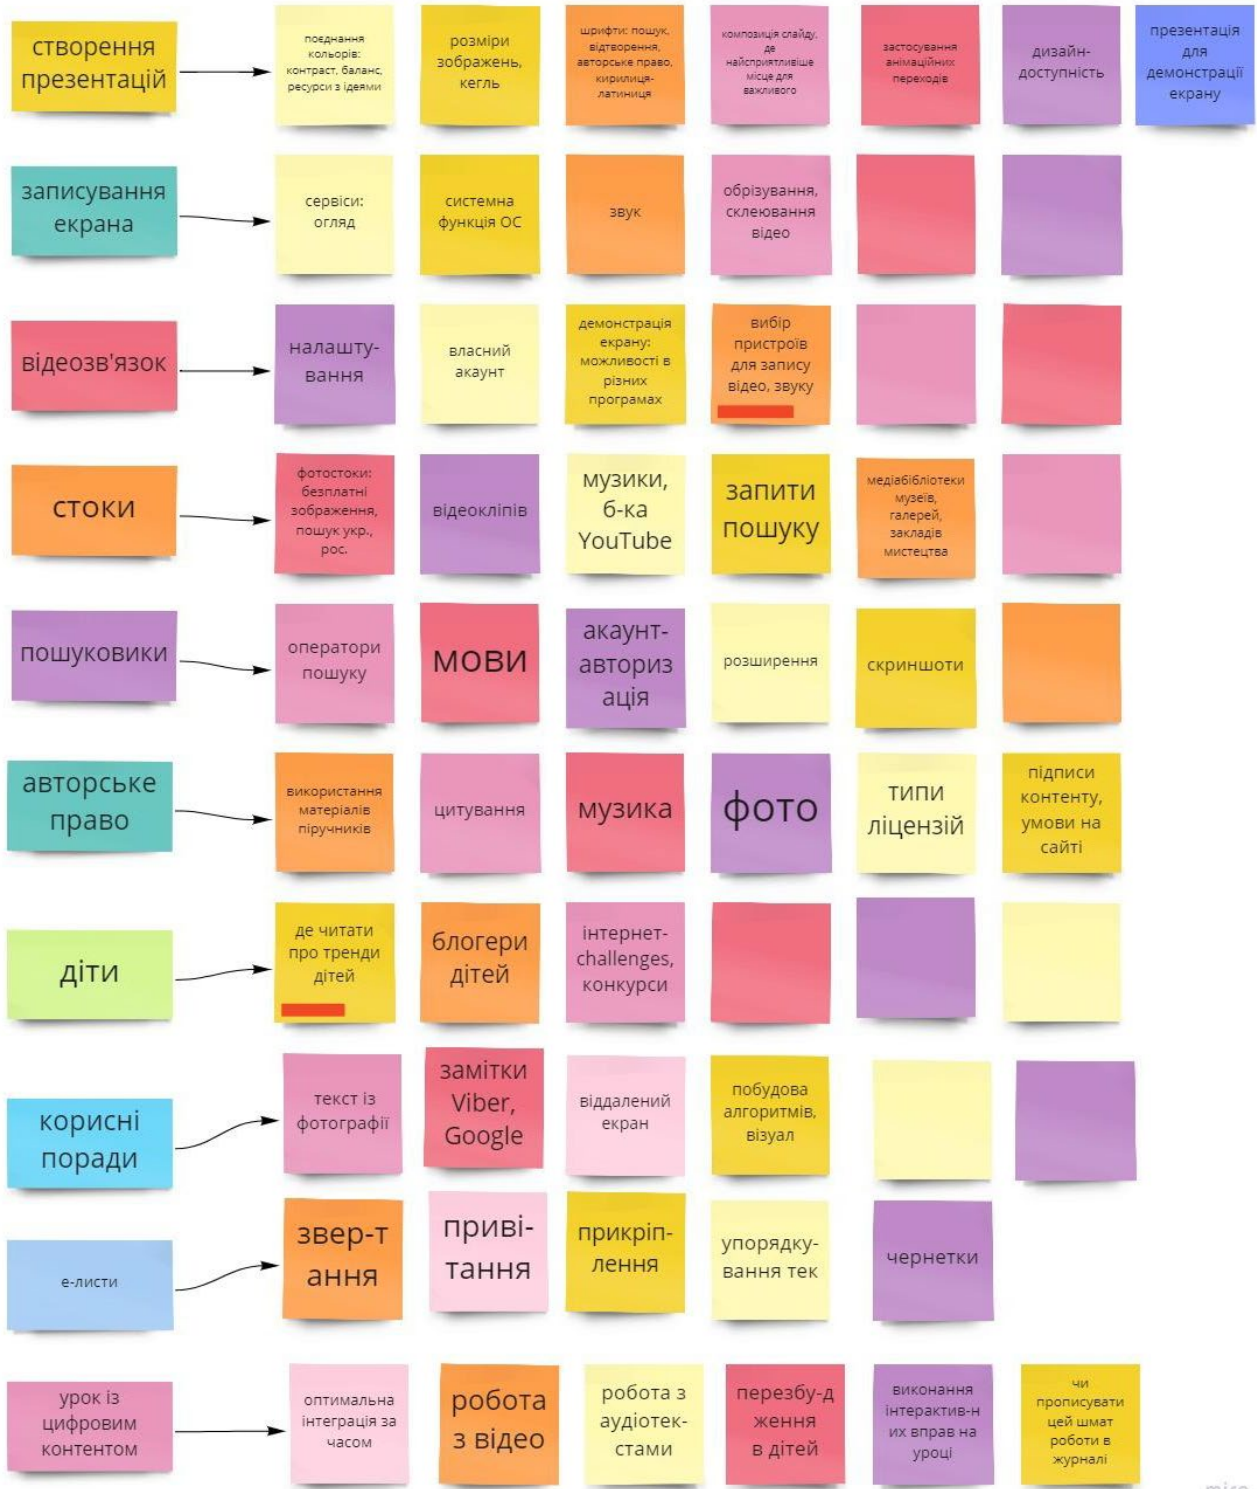 створення
презентацій
поєднання
кольорів:
контраст, баланс,
ресурси з ідеями
розміри
зображень,
кегль
шрифти: пошук,
відтворення,
авторське право,
кирилиця-
латиниця
композиція слайду,
де
найсприятливіше
місце для
важливого
застосування
анімаційних
переходів
дизайн-
доступність
презентація
для
демонстрації
екрану
записування
екрана
сервіси:
огляд
системна
функція ОС
звук
обрізування,
склеювання
відео
відеозв'язок
налашту-
вання
власний
акаунт
демонстрація
екрану:
можливості в
різних
програмах
вибір
пристроїв
для запису
відео, звуку
стоки
фотостоки:
безплатні
зображення,
пошук укр.,
рос.
відеокліпів
музики,
б-ка
YouTube
запити
пошуку
медіабібліотеки
музеїв,
галерей,
закладів
мистецтва
пошуковики
оператори
пошуку
мови
акаунт-
авториз
ація
розширення
скриншоти
авторське
право
використання
матеріалів
піручників
цитування
музика
фото
типи
ліцензій
підписи
контенту,
умови на
сайті
діти
де читати
про тренди
дітей
блогери
дітей
інтернет-
challenges,
конкурси
корисні
поради
текст із
фотографії
замітки
Viber,
Google
віддалений
екран
побудова
алгоритмів,
візуал
е-листи
звер-т
ання
приві-
тання
прикріп-
лення
упорядку-
вання тек
чернетки
урок із
цифровим
контентом
оптимальна
інтеграція за
часом
робота
з відео
робота з
аудіотек-
стами
перезбу-д
ження
в дітей
виконання
інтерактив-н
их вправ на
уроці
чи
прописувати
цей шмат
роботи в
журналі
miro